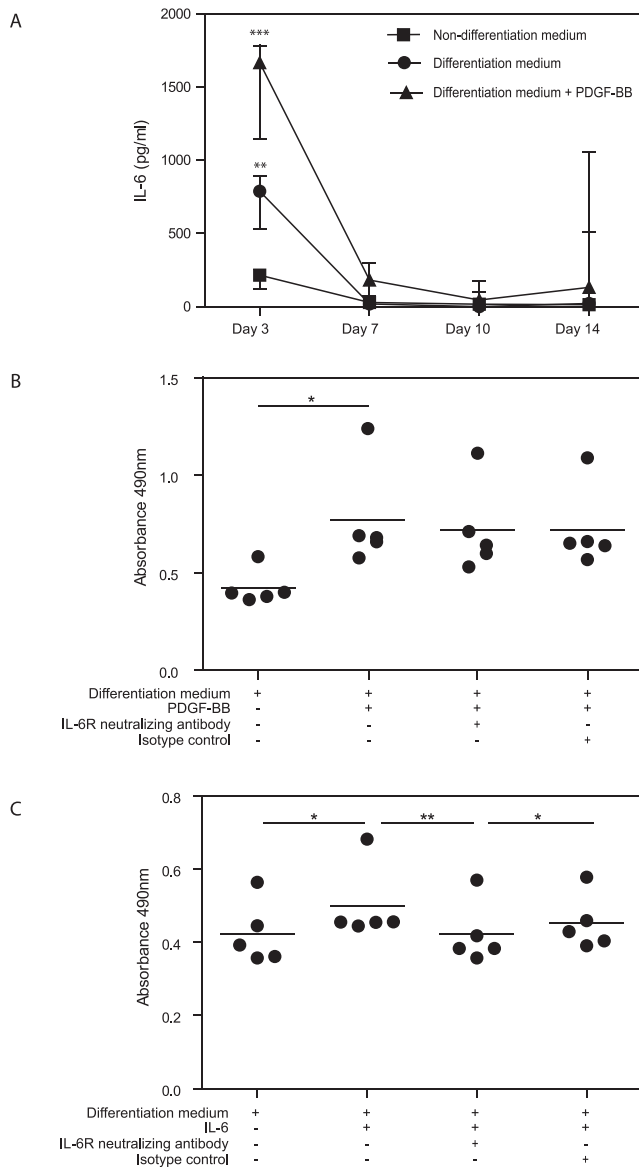 A
2000
1500
1000
500
0
IL-6 (pg/ml)
***
**
Non-differentiation medium
Differentiation medium
Differentiation medium + PDGF-BB
Day 3 Day 7 Day 10 Day 14
B
1.5
1.0
0.5
0.0
Absorbance 490nm
*
Differentiation medium + + + +
PDGF-BB - + + +
IL-6R neutralizing antibody - - + -
Isotype control - - - +
C
0.8
0.6
0.4
0.2
0.0
Absorbance 490nm
* ** *
Differentiation medium + + + +
IL-6 - + + +
IL-6R neutralizing antibody - - + -
Isotype control - - - +